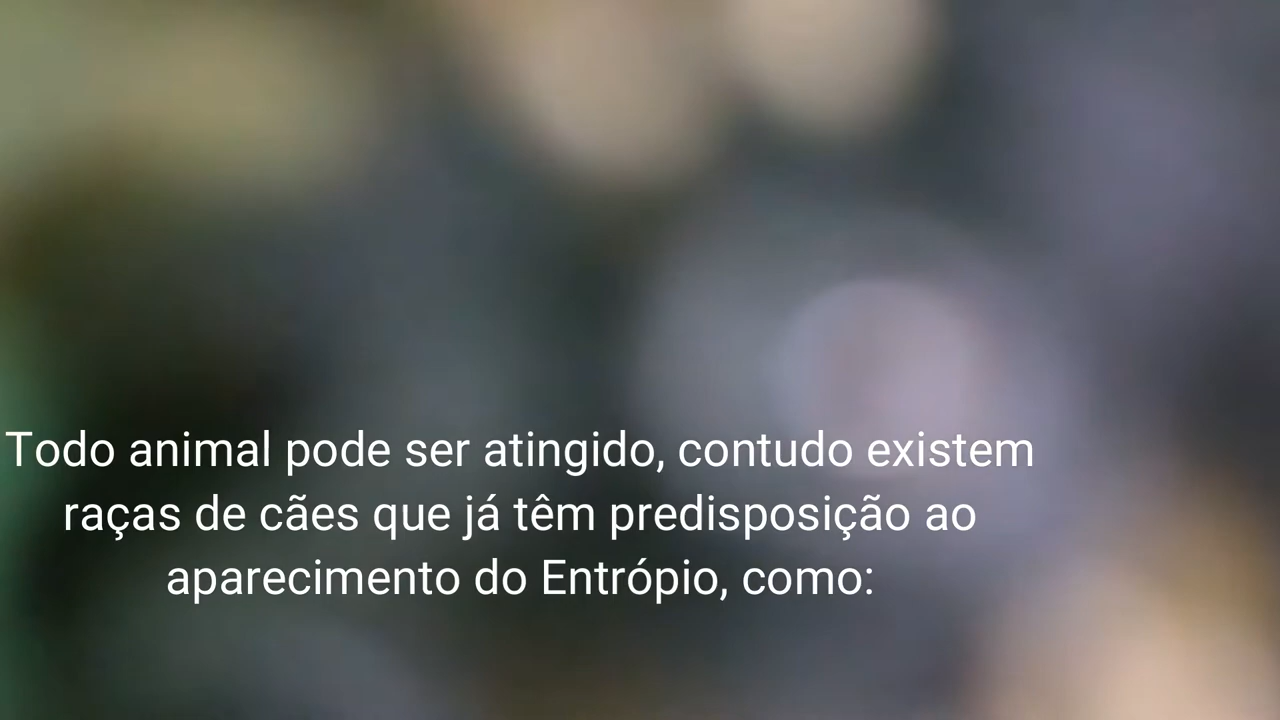 Todo animal pode ser atingido, contudo existem
raças de cães que já têm predisposição ao
aparecimento do Entrópio, como: